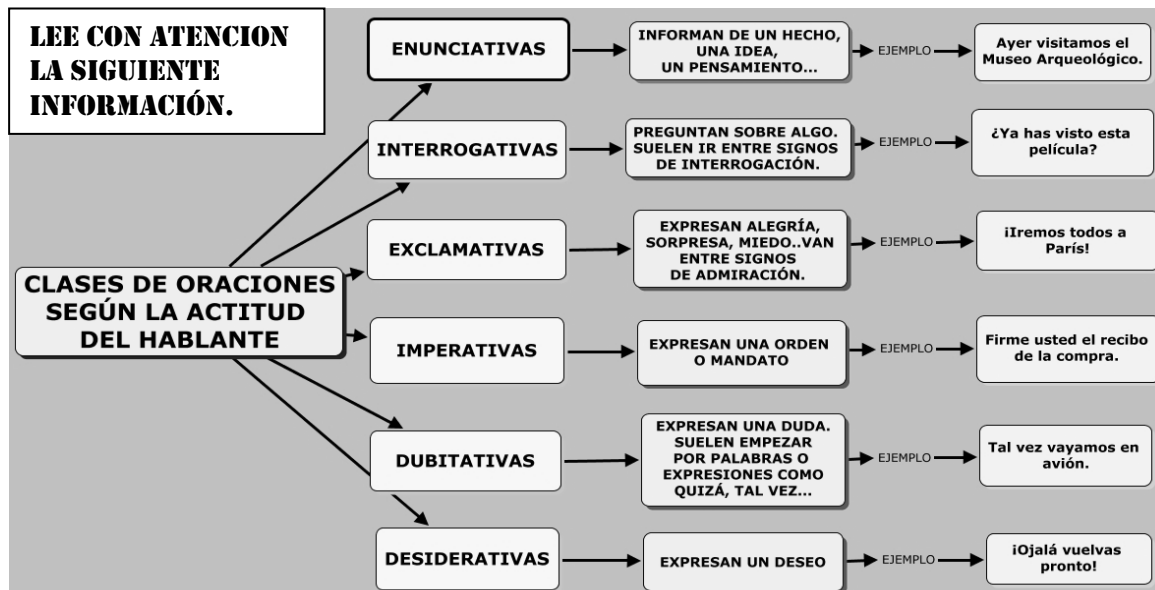 LEE CON ATENCION
LA SIGUIENTE
INFORMACIÓN.
CLASES DE ORACIONES
SEGÚN LA ACTITUD
DEL HABLANTE
ENUNCIATIVAS
INFORMAN DE UN HECHO,
UNA IDEA,
UN PENSAMIENTO...
EJEMPLO
Ayer visitamos el
Museo Arqueológico.
INTERROGATIVAS
PREGUNTAN SOBRE ALGO.
SUELEN IR ENTRE SIGNOS
DE INTERROGACIÓN.
EJEMPLO
¿Ya has visto esta
película?
EXCLAMATIVAS
EXPRESAN ALEGRÍA,
SORPRESA, MIEDO..VAN
ENTRE SIGNOS
DE ADMIRACIÓN.
EJEMPLO
¡Iremos todos a
París!
IMPERATIVAS
EXPRESAN UNA ORDEN
O MANDATO
EJEMPLO
Firme usted el recibo
de la compra.
DUBITATIVAS
EXPRESAN UNA DUDA.
SUELEN EMPEZAR
POR PALABRAS O
EXPRESIONES COMO
QUIZÁ, TAL VEZ...
EJEMPLO
Tal vez vayamos en
avión.
DESIDERATIVAS
EXPRESAN UN DESEO
EJEMPLO
¡Ojalá vuelvas
pronto!